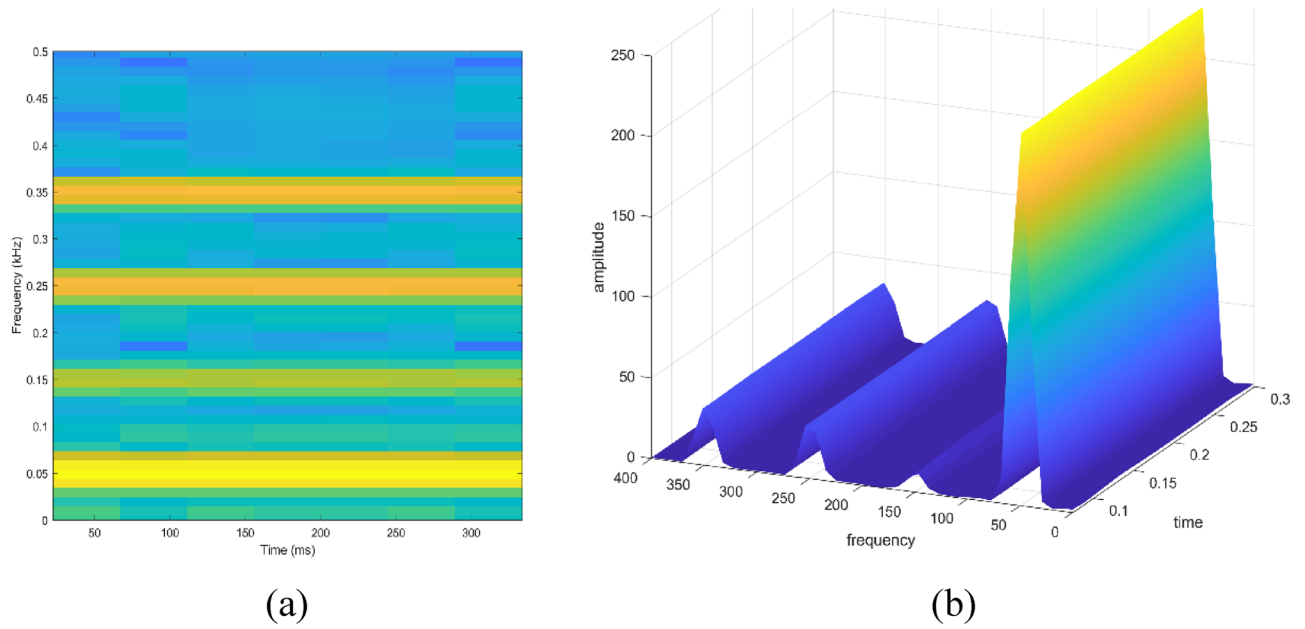 0.5
0.45
0.4
0.35
0.3
0.25
0.2
0.15
0.1
0.05
0
Frequency (kHz)
50 100 150 200 250 300
Time (ms)
(a)
250
200
150
100
50
0
amplitude
400 350 300 250 200 150 100 50 0
frequency
0.1 0.15 0.2 0.25 0.3
time
(b)